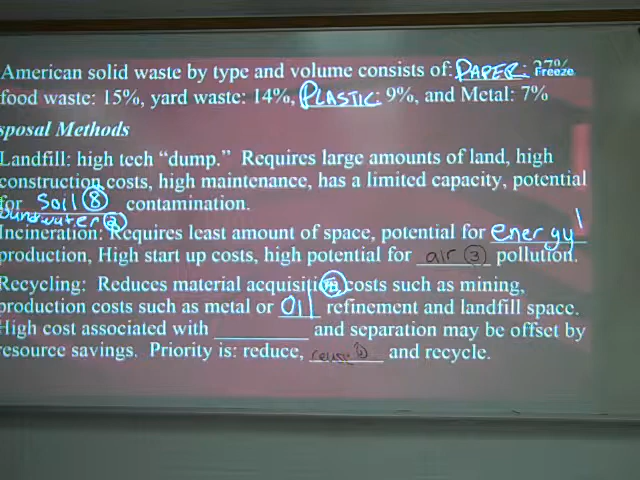 American solid waste by type and volume consists of: PAPER: 37% Freeze
food waste: 15%, yard waste: 14%, PLASTIC: 9%, and Metal: 7%
sposal Methods
Landfill: high tech “dump.” Requires large amounts of land, high
construction costs, high maintenance, has a limited capacity, potential
for soil 8 contamination.
oundwater 2
Incineration: Requires least amount of space, potential for energy 1
production, High start up costs, high potential for air 3 pollution.
Recycling: Reduces material acquisition costs such as mining,
production costs such as metal or oil refinement and landfill space.
High cost associated with ________ and separation may be offset by
resource savings. Priority is: reduce, reuse and recycle.